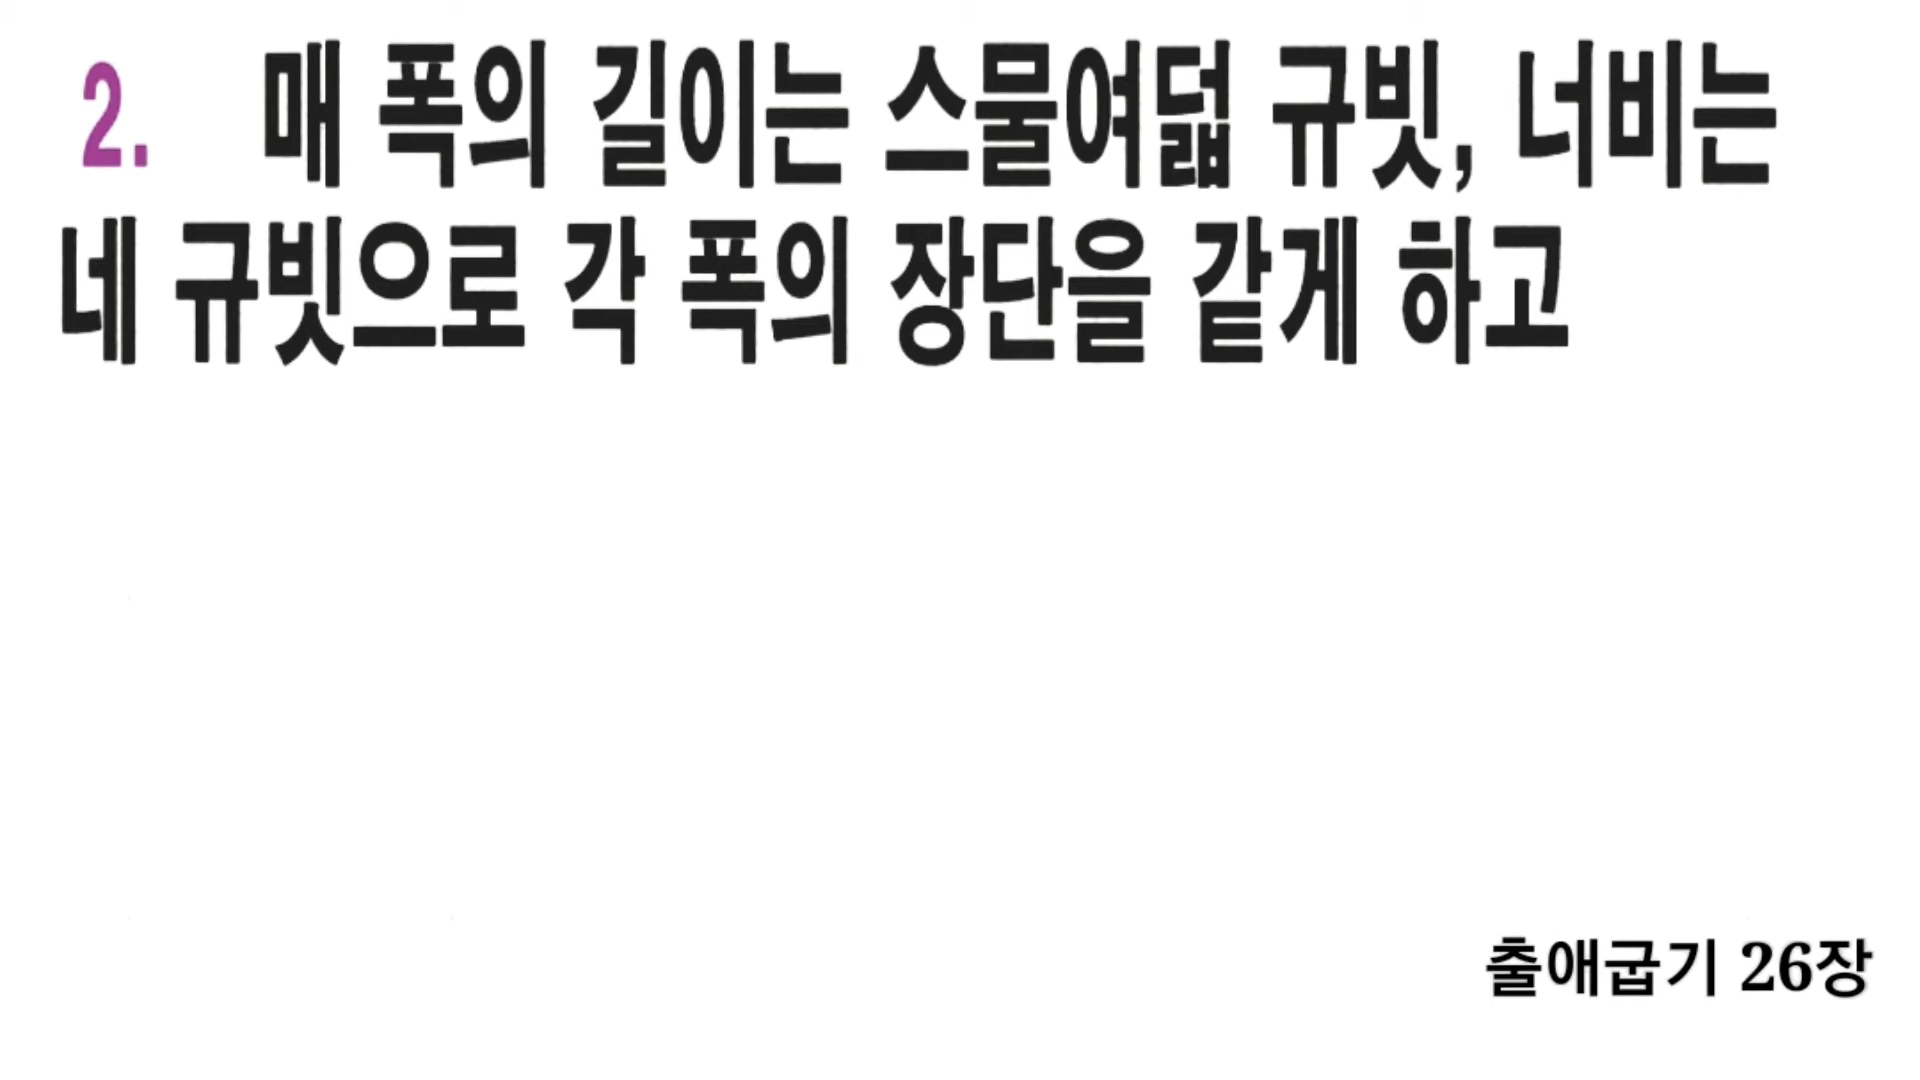 2. 매 폭의 길이는 스물여덟 규빗, 너비는
네 규빗으로 각 폭의 장단을 같게 하고
출애굽기 26장